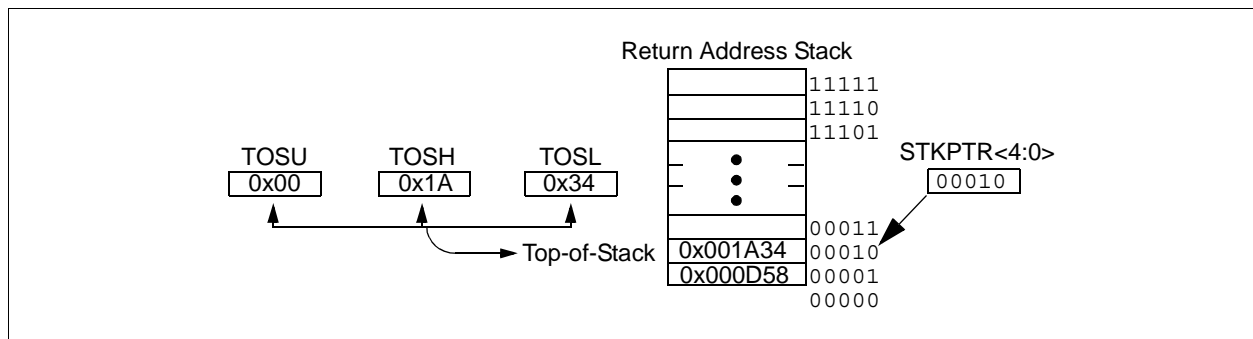 Return Address Stack
11111
11110
11101
TOSU TOSH TOSL
0x00 0x1A 0x34
STKPTR<4:0>
00010
00011
Top-of-Stack 0x001A34 00010
0x000D58 00001
00000